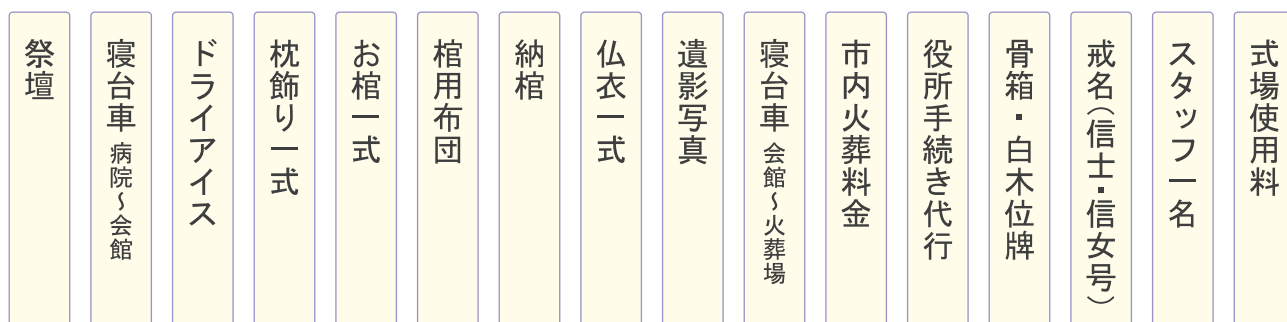 祭壇
寝台車 病院～会館
ドライアイス
枕飾り一式
お棺一式
棺用布団
納棺
仏衣一式
遺影写真
寝台車 会館～火葬場
市内火葬料金
役所手続き代行
骨箱・白木位牌
戒名（信士・信女号）
スタッフ一名
式場使用料